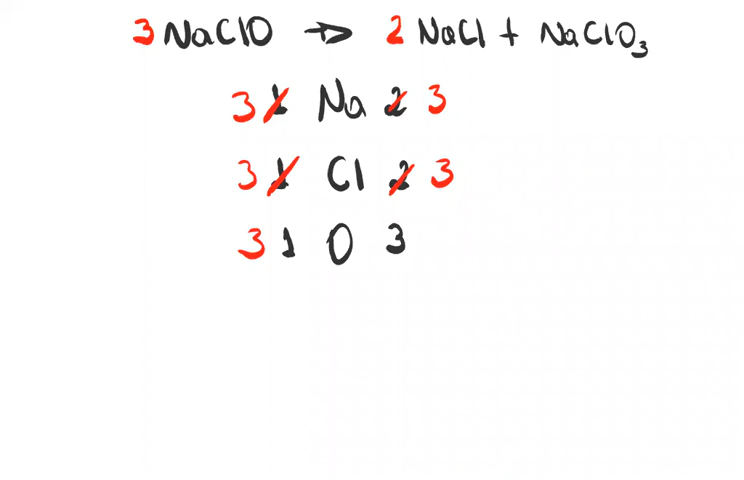 3 NaClO → 2 NaCl + NaClO₃
3 1 Na 2 3
3 1 Cl 2 3
3 1 O 3